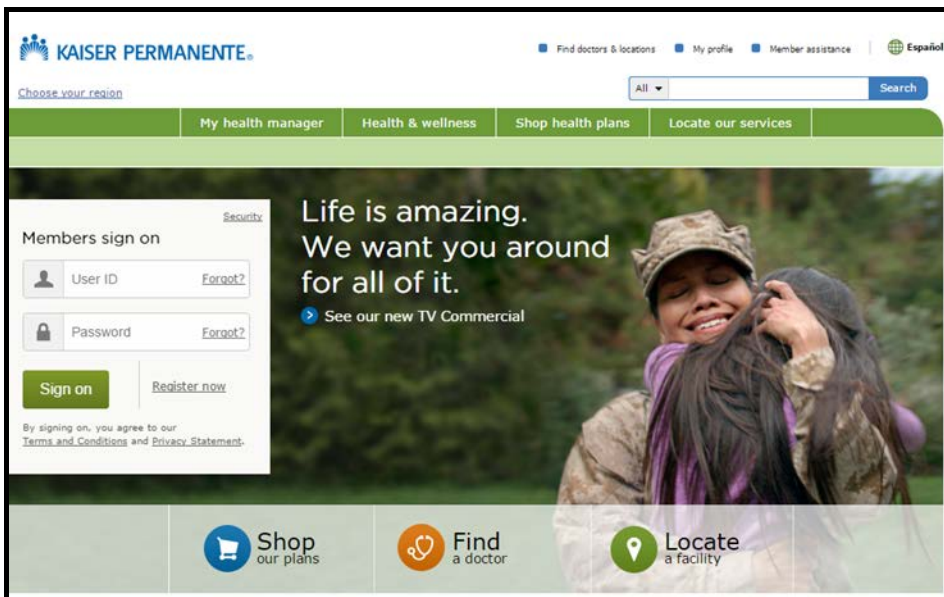 KAISER PERMANENTE®
Find doctors & locations My profile Member assistance Español
Choose your region
All Search
My health manager Health & wellness Shop health plans Locate our services
Security
Members sign on
User ID Forgot?
Password Forgot?
Sign on Register now
By signing on, you agree to our
Terms and Conditions and Privacy Statement.
Life is amazing.
We want you around
for all of it.
See our new TV Commercial
Shop
our plans
Find
a doctor
Locate
a facility